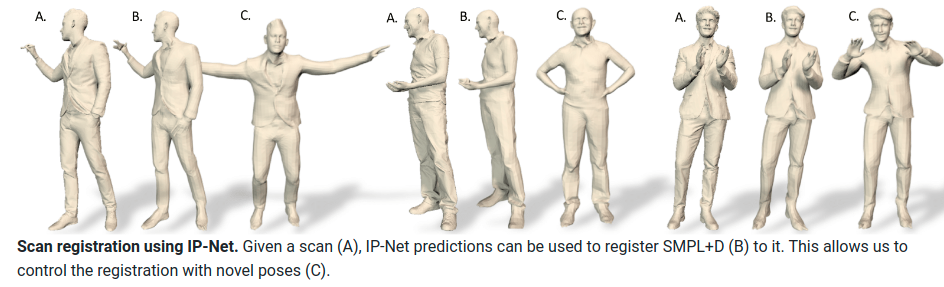 A. B. C. A. B. C. A. B. C.
Scan registration using IP-Net. Given a scan (A), IP-Net predictions can be used to register SMPL+D (B) to it. This allows us to
control the registration with novel poses (C).